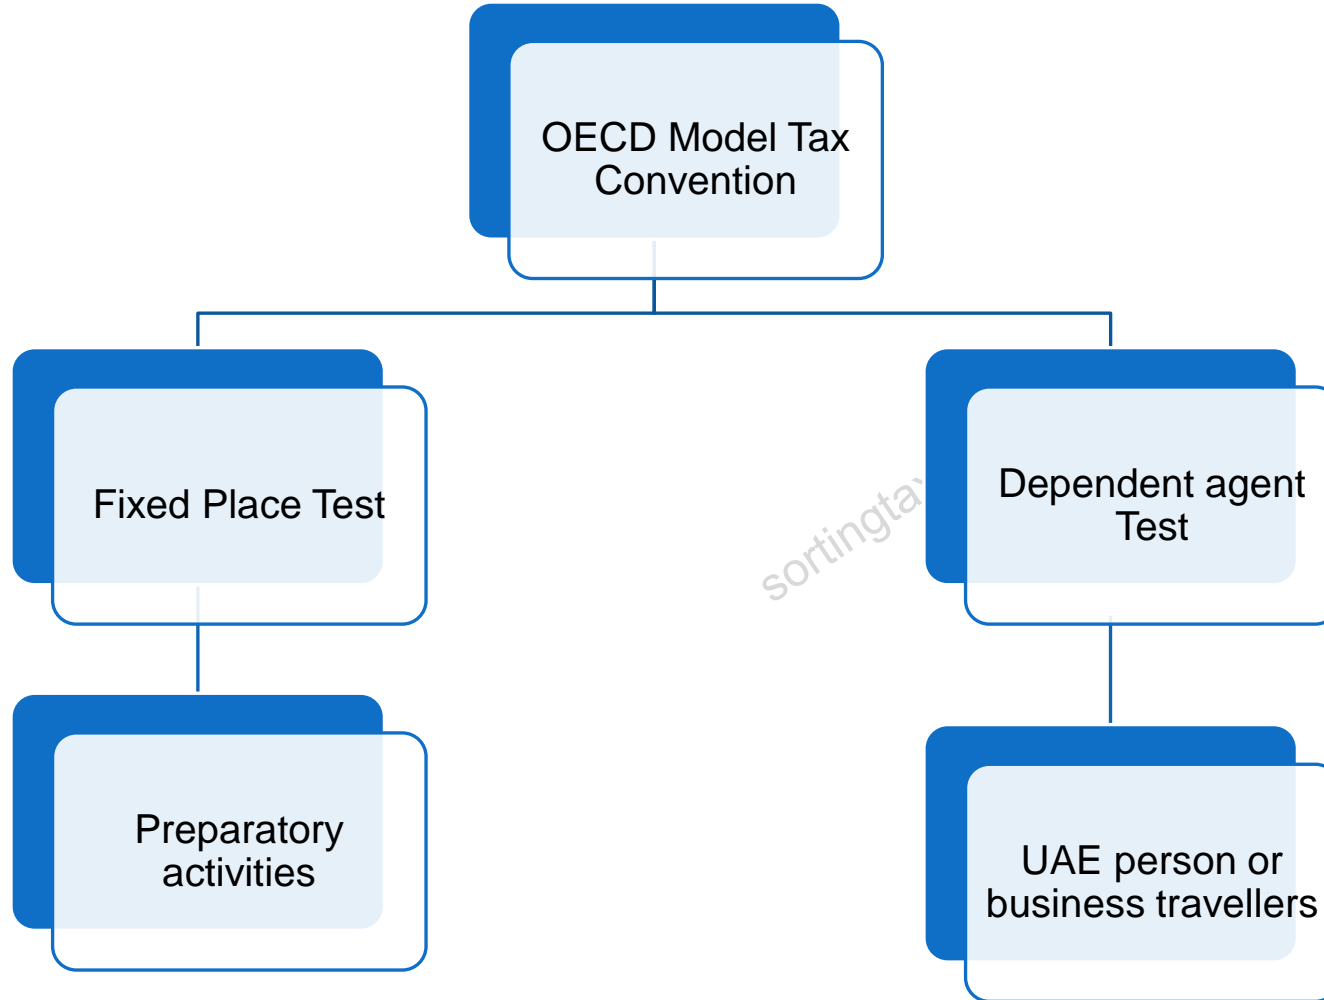 OECD Model Tax
Convention
Fixed Place Test
Dependent agent
Test
Preparatory
activities
UAE person or
business travellers